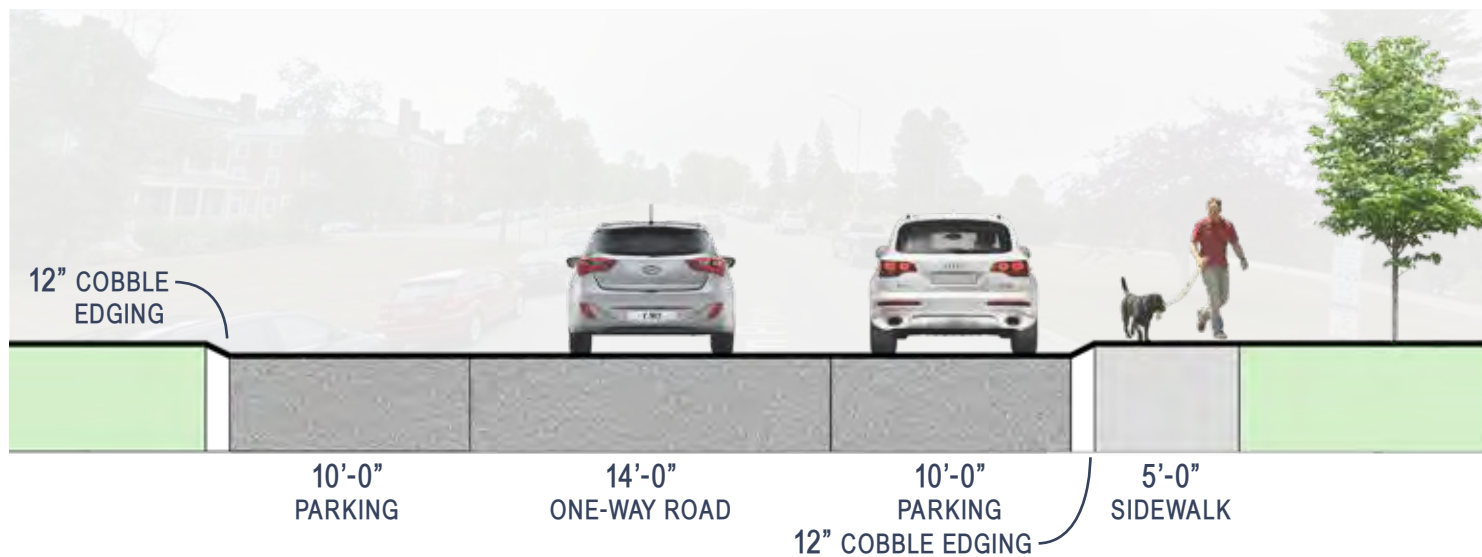 12” COBBLE
EDGING
10’-0”
PARKING
14’-0”
ONE-WAY ROAD
10’-0”
PARKING
12” COBBLE EDGING
5’-0”
SIDEWALK